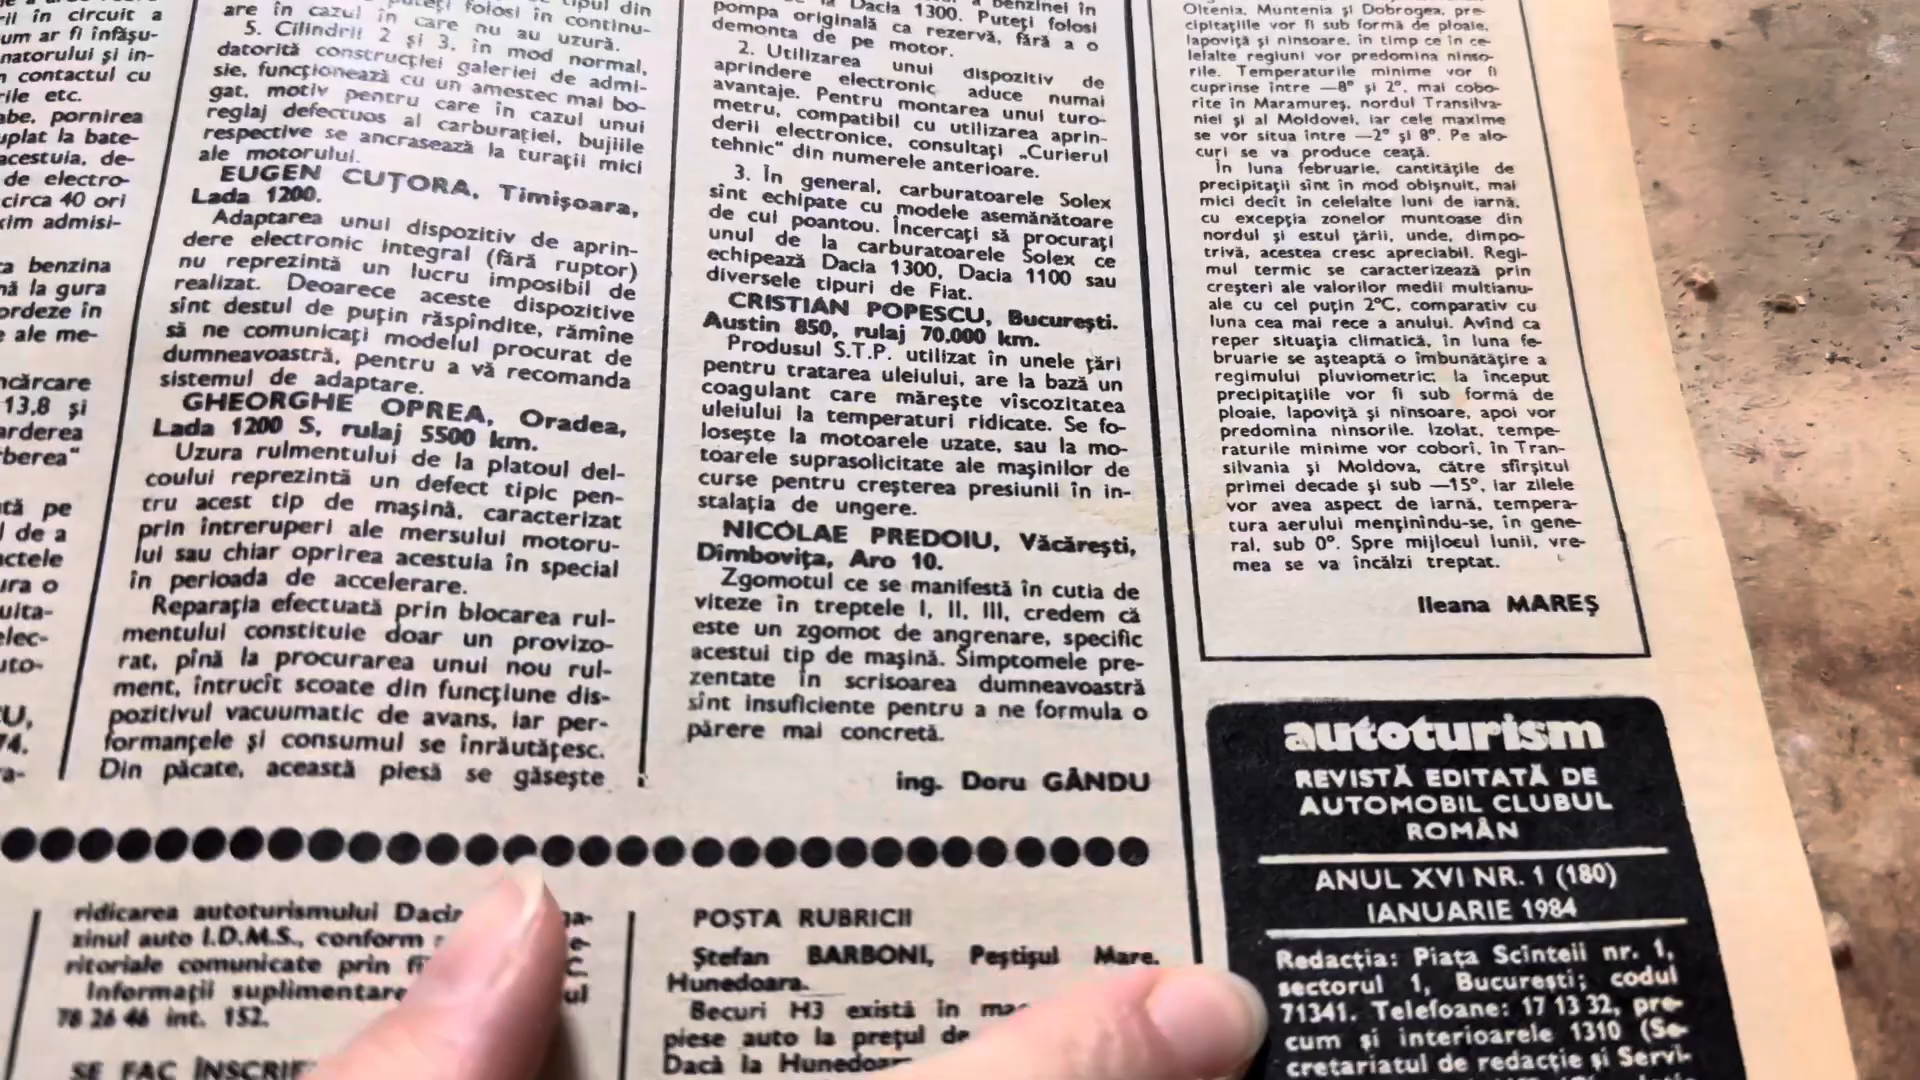 rii în circuit a
um ar fi înfășu-
natorului și in-
n contactul cu
rile etc.
abe, pornirea
uplat la bate-
acestuia, de-
de electro-
circa 40 ori
xim admisi-
ca benzina
nă la gura
ordeze în
e ale me-
ncărcare
13,8 și
arderea
berea“
pe
l de a
ura o
tipul din
puteți folosi în continu-
are în cazul în care nu au uzură.
5. Cilindrii 2 și 3, în mod normal,
datorită construcției galeriei de admi-
sie, funcționează cu un amestec mai bo-
gat, motiv pentru care în cazul unui
reglaj defectuos al carburației, bujiile
respective se ancrasează la turații mici
ale motorului.
EUGEN CUȚORA, Timișoara,
Lada 1200.
Adaptarea unui dispozitiv de aprin-
dere electronic integral (fără ruptor)
nu reprezintă un lucru imposibil de
realizat. Deoarece aceste dispozitive
sînt destul de puțin răspîndite, rămîne
să ne comunicați modelul procurat de
dumneavoastră, pentru a vă recomanda
sistemul de adaptare.
GHEORGHE OPREA, Oradea,
Lada 1200 S, rulaj 5500 km.
Uzura rulmentului de la platoul del-
coului reprezintă un defect tipic pen-
tru acest tip de mașină, caracterizat
prin întreruperi ale mersului motoru-
lui sau chiar oprirea acestuia în special
în perioada de accelerare.
Reparația efectuată prin blocarea rul-
mentului constituie doar un provizo-
rat, pînă la procurarea unui nou rul-
ment, întrucît scoate din funcțiune dis-
pozitivul vacuumatic de avans, iar per-
formanțele și consumul se înrăutățesc.
Din păcate, această piesă se găsește
benzinei în
la Dacia 1300. Puteți folosi
pompa originală ca rezervă, fără a o
demonta de pe motor.
2. Utilizarea unui dispozitiv de
aprindere electronic aduce numai
avantaje. Pentru montarea unui turo-
metru, compatibil cu utilizarea aprin-
derii electronice, consultați „Curierul
tehnic“ din numerele anterioare.
3. În general, carburatoarele Solex
sînt echipate cu modele asemănătoare
de cui poantou. Încercați să procurați
unul de la carburatoarele Solex ce
echipează Dacia 1300, Dacia 1100 sau
diversele tipuri de Fiat.
CRISTIAN POPESCU, București.
Austin 850, rulaj 70.000 km.
Produsul S.T.P. utilizat în unele țări
pentru tratarea uleiului, are la bază un
coagulant care mărește vîscozitatea
uleiului la temperaturi ridicate. Se fo-
losește la motoarele uzate, sau la mo-
toarele suprasolicitate ale mașinilor de
curse pentru creșterea presiunii în in-
stalația de ungere.
NICOLAE PREDOIU, Văcărești,
Dîmbovița, Aro 10.
Zgomotul ce se manifestă în cutia de
viteze în treptele I, II, III, credem că
este un zgomot de angrenare, specific
acestui tip de mașină. Simptomele pre-
zentate în scrisoarea dumneavoastră
sînt insuficiente pentru a ne formula o
părere mai concretă.
ing. Doru GÂNDU
Oltenia, Muntenia și Dobrogea, pre-
cipitațiile vor fi sub formă de ploaie,
lapoviță și ninsoare, în timp ce în ce-
lelalte regiuni vor predomina ninso-
rile. Temperaturile minime vor fi
cuprinse între —8° și 2°, mai cobo-
rîte în Maramureș, nordul Transilva-
niei și al Moldovei, iar cele maxime
se vor situa între —2° și 8°. Pe alo-
curi se va produce ceață.
În luna februarie, cantitățile de
precipitații sînt în mod obișnuit, mai
mici decît în celelalte luni de iarnă,
cu excepția zonelor muntoase din
nordul și estul țării, unde, dimpo-
trivă, acestea cresc apreciabil. Regi-
mul termic se caracterizează prin
creșteri ale valorilor medii multianu-
ale cu cel puțin 2°C, comparativ cu
luna cea mai rece a anului. Avînd ca
reper situația climatică, în luna fe-
bruarie se așteaptă o îmbunătățire a
regimului pluviometric; la început
precipitațiile vor fi sub formă de
ploaie, lapoviță și ninsoare, apoi vor
predomina ninsorile. Izolat, tempe-
raturile minime vor coborî, în Tran-
silvania și Moldova, către sfîrșitul
primei decade și sub —15°, iar zilele
vor avea aspect de iarnă, tempera-
tura aerului menținîndu-se, în gene-
ral, sub 0°. Spre mijlocul lunii, vre-
mea se va încălzi treptat.
Ileana MAREȘ
ridicarea autoturismului
zinul auto I.D.M.S., conform
ritoriale comunicate prin
Informații suplimentare
78 26 46 int. 152.
SE FAC
POȘTA RUBRICII
Ștefan BARBONI, Peștișul Mare,
Hunedoara.
Becuri H3 există în
piese auto la prețul de
Dacă la
autoturism
REVISTĂ EDITATĂ DE
AUTOMOBIL CLUBUL
ROMÂN
ANUL XVI NR. 1 (180)
IANUARIE 1984
Redacția: Piața Scînteii nr. 1,
sectorul 1, București; codul
71341. Telefoane: 17 13 32, pre-
cum și interioarele 1310 (Se-
cretariatul de redacție și Servi-